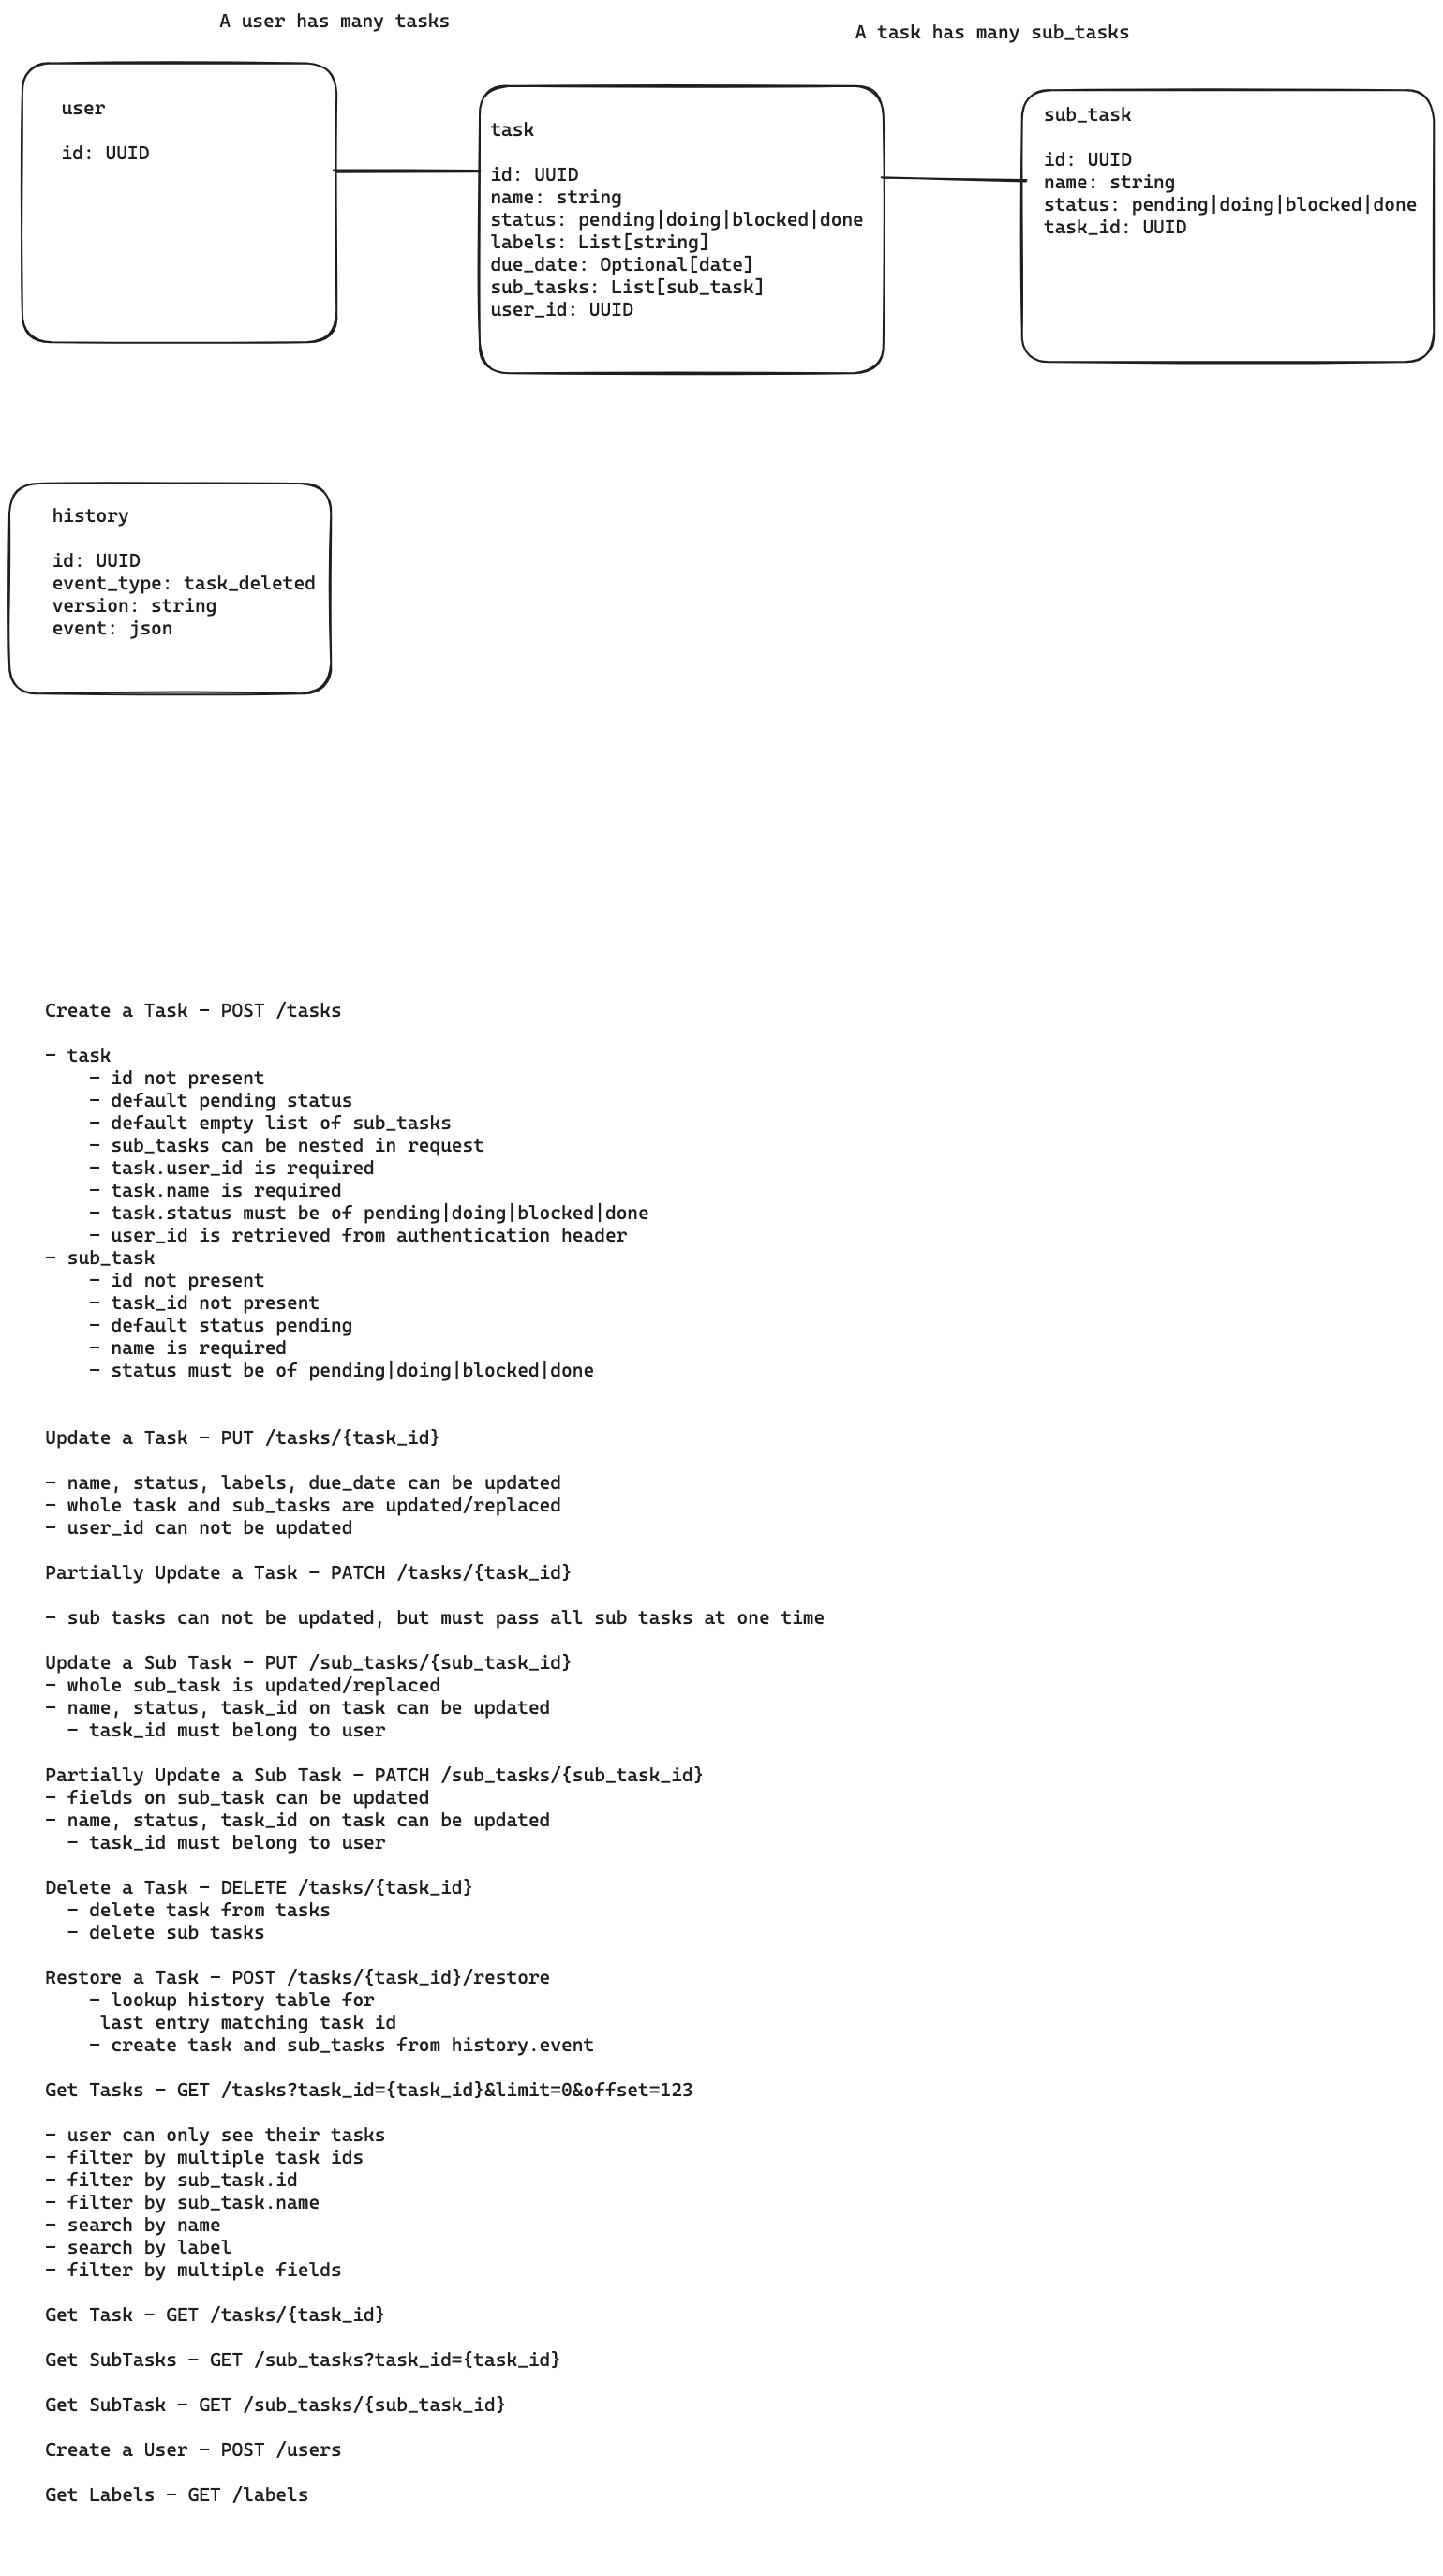 A user has many tasks
A task has many sub_tasks
user
id: UUID
task
id: UUID
name: string
status: pending|doing|blocked|done
labels: List[string]
due_date: Optional[date]
sub_tasks: List[sub_task]
user_id: UUID
sub_task
id: UUID
name: string
status: pending|doing|blocked|done
task_id: UUID
history
id: UUID
event_type: task_deleted
version: string
event: json
Create a Task - POST /tasks
- task
- id not present
- default pending status
- default empty list of sub_tasks
- sub_tasks can be nested in request
- task.user_id is required
- task.name is required
- task.status must be of pending|doing|blocked|done
- user_id is retrieved from authentication header
- sub_task
- id not present
- task_id not present
- default status pending
- name is required
- status must be of pending|doing|blocked|done
Update a Task - PUT /tasks/{task_id}
- name, status, labels, due_date can be updated
- whole task and sub_tasks are updated/replaced
- user_id can not be updated
Partially Update a Task - PATCH /tasks/{task_id}
- sub tasks can not be updated, but must pass all sub tasks at one time
Update a Sub Task - PUT /sub_tasks/{sub_task_id}
- whole sub_task is updated/replaced
- name, status, task_id on task can be updated
- task_id must belong to user
Partially Update a Sub Task - PATCH /sub_tasks/{sub_task_id}
- fields on sub_task can be updated
- name, status, task_id on task can be updated
- task_id must belong to user
Delete a Task - DELETE /tasks/{task_id}
- delete task from tasks
- delete sub tasks
Restore a Task - POST /tasks/{task_id}/restore
- lookup history table for
last entry matching task id
- create task and sub_tasks from history.event
Get Tasks - GET /tasks?task_id={task_id}&limit=0&offset=123
- user can only see their tasks
- filter by multiple task ids
- filter by sub_task.id
- filter by sub_task.name
- search by name
- search by label
- filter by multiple fields
Get Task - GET /tasks/{task_id}
Get SubTasks - GET /sub_tasks?task_id={task_id}
Get SubTask - GET /sub_tasks/{sub_task_id}
Create a User - POST /users
Get Labels - GET /labels